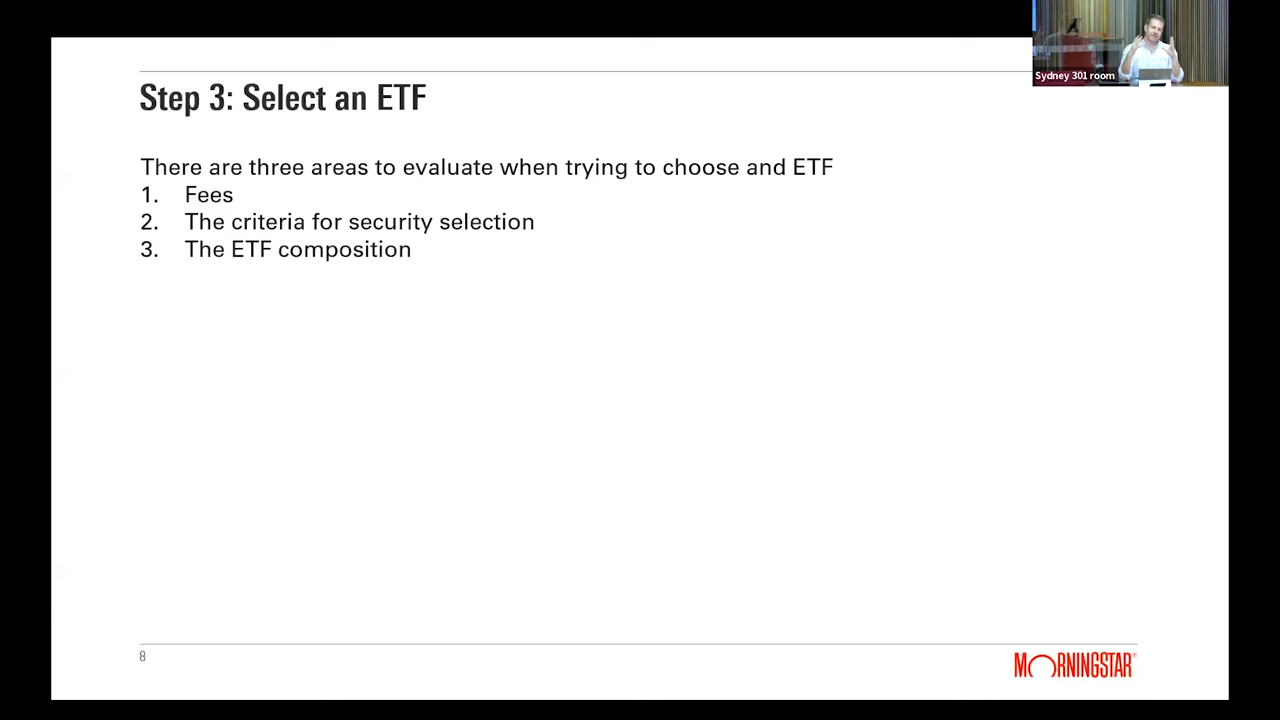 Sydney 301 room
Step 3: Select an ETF
There are three areas to evaluate when trying to choose and ETF
1. Fees
2. The criteria for security selection
3. The ETF composition
8
MORNINGSTAR®